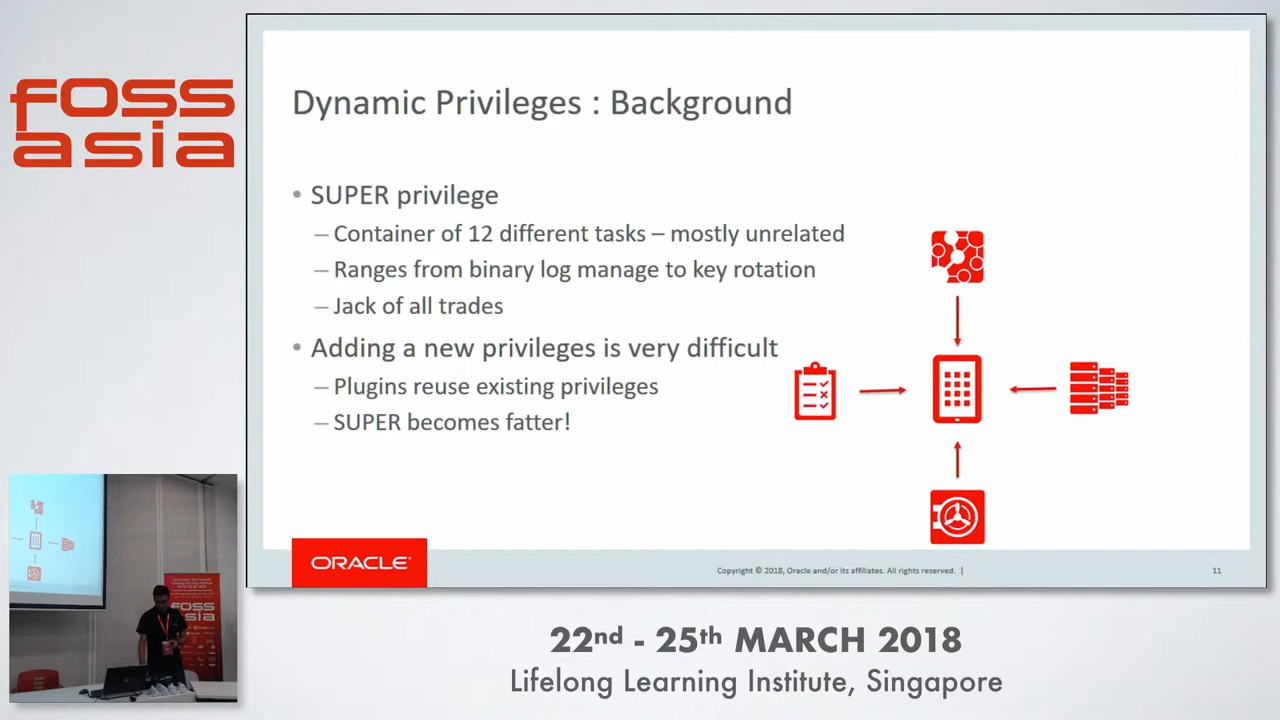 foss
asia
Dynamic Privileges : Background
• SUPER privilege
– Container of 12 different tasks – mostly unrelated
– Ranges from binary log manage to key rotation
– Jack of all trades
• Adding a new privileges is very difficult
– Plugins reuse existing privileges
– SUPER becomes fatter!
ORACLE®
Copyright © 2018, Oracle and/or its affiliates. All rights reserved. |
11
FOSS
asia
22nd - 25th MARCH 2018
Lifelong Learning Institute, Singapore